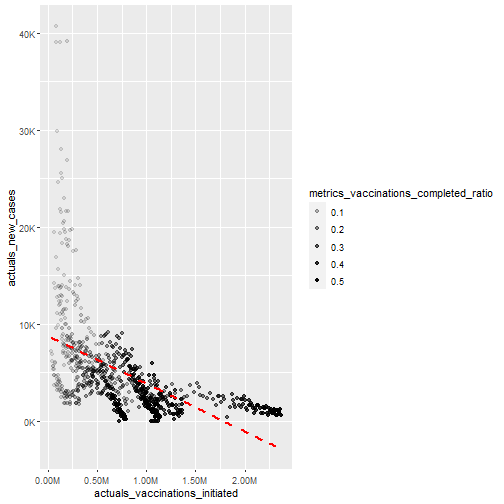 40K
30K
20K
10K
0K
actuals_new_cases
0.00M 0.50M 1.00M 1.50M 2.00M
actuals_vaccinations_initiated
metrics_vaccinations_completed_ratio
0.1
0.2
0.3
0.4
0.5